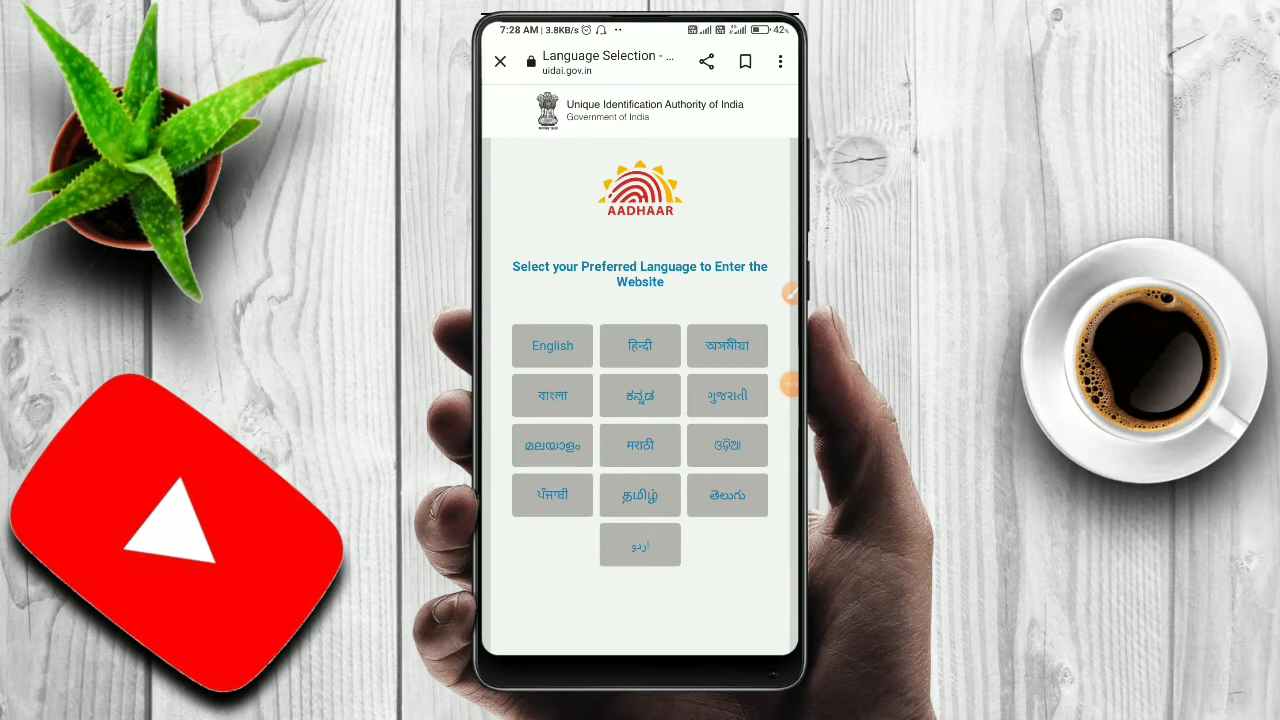 7:28 AM | 3.8KB/s
42%
Language Selection - ...
uidai.gov.in
Unique Identification Authority of India
Government of India
AADHAAR
Select your Preferred Language to Enter the
Website
English हिन्दी অসমীয়া
বাংলা ಕನ್ನಡ ગુજરાતી
മലയാളം मराठी ଓଡ଼ିଆ
ਪੰਜਾਬੀ தமிழ் తెలుగు
اردو